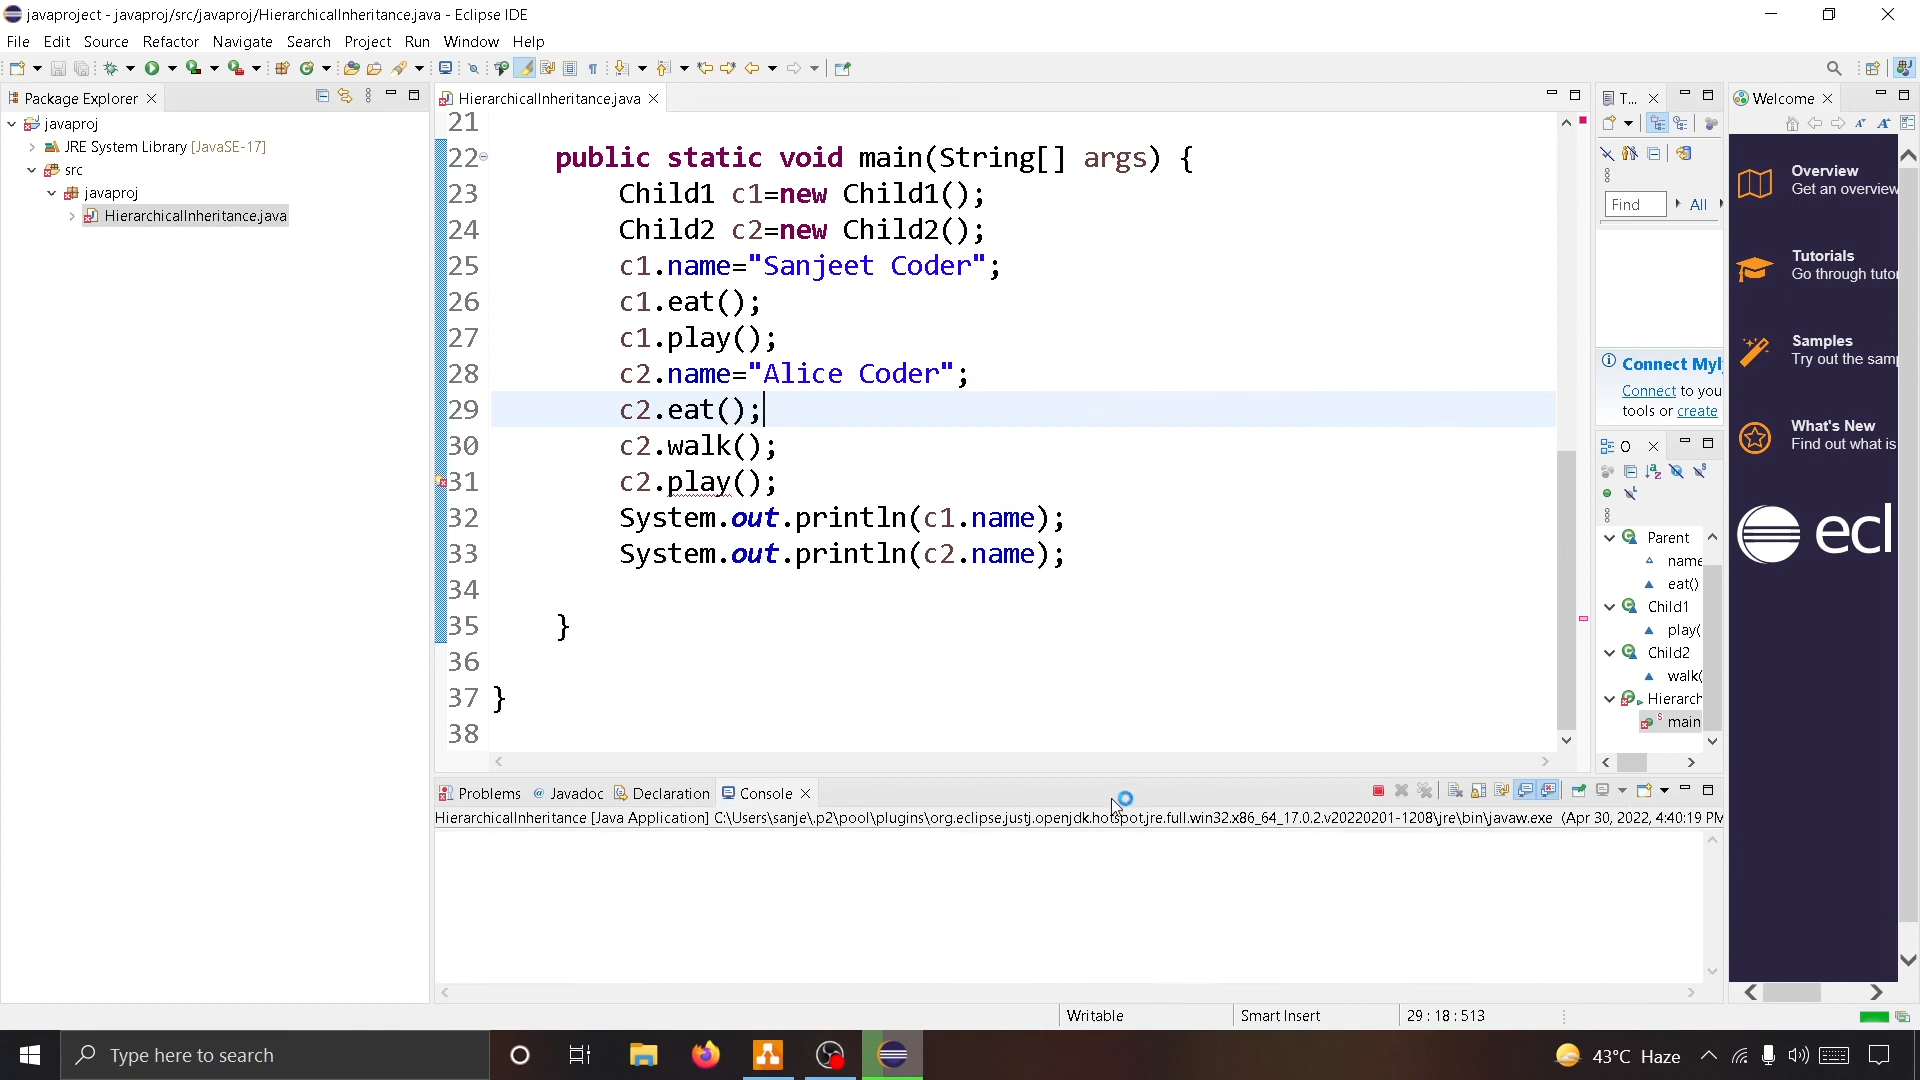 javaproject - javaproj/src/javaproj/HierarchicalInheritance.java - Eclipse IDE
File Edit Source Refactor Navigate Search Project Run Window Help
Package Explorer
javaproj
JRE System Library [JavaSE-17]
src
javaproj
HierarchicalInheritance.java
HierarchicalInheritance.java
21
22 public static void main(String[] args) {
23 Child1 c1=new Child1();
24 Child2 c2=new Child2();
25 c1.name="Sanjeet Coder";
26 c1.eat();
27 c1.play();
28 c2.name="Alice Coder";
29 c2.eat();
30 c2.walk();
31 c2.play();
32 System.out.println(c1.name);
33 System.out.println(c2.name);
34
35 }
36
37 }
38
T...
Find All
Connect Myl
Connect to you
tools or create
O
Parent
name
eat()
Child1
play(
Child2
walk(
Hierarch
main
Welcome
Overview
Get an overview
Tutorials
Go through tutor
Samples
Try out the samp
What's New
Find out what is
ecl
Problems Javadoc Declaration Console
HierarchicalInheritance [Java Application] C:\Users\sanje\.p2\pool\plugins\org.eclipse.justj.openjdk.hotspot.jre.full.win32.x86_64_17.0.2.v20220201-1208\jre\bin\javaw.exe (Apr 30, 2022, 4:40:19 PM
Writable Smart Insert 29 : 18 : 513
Type here to search
43°C Haze